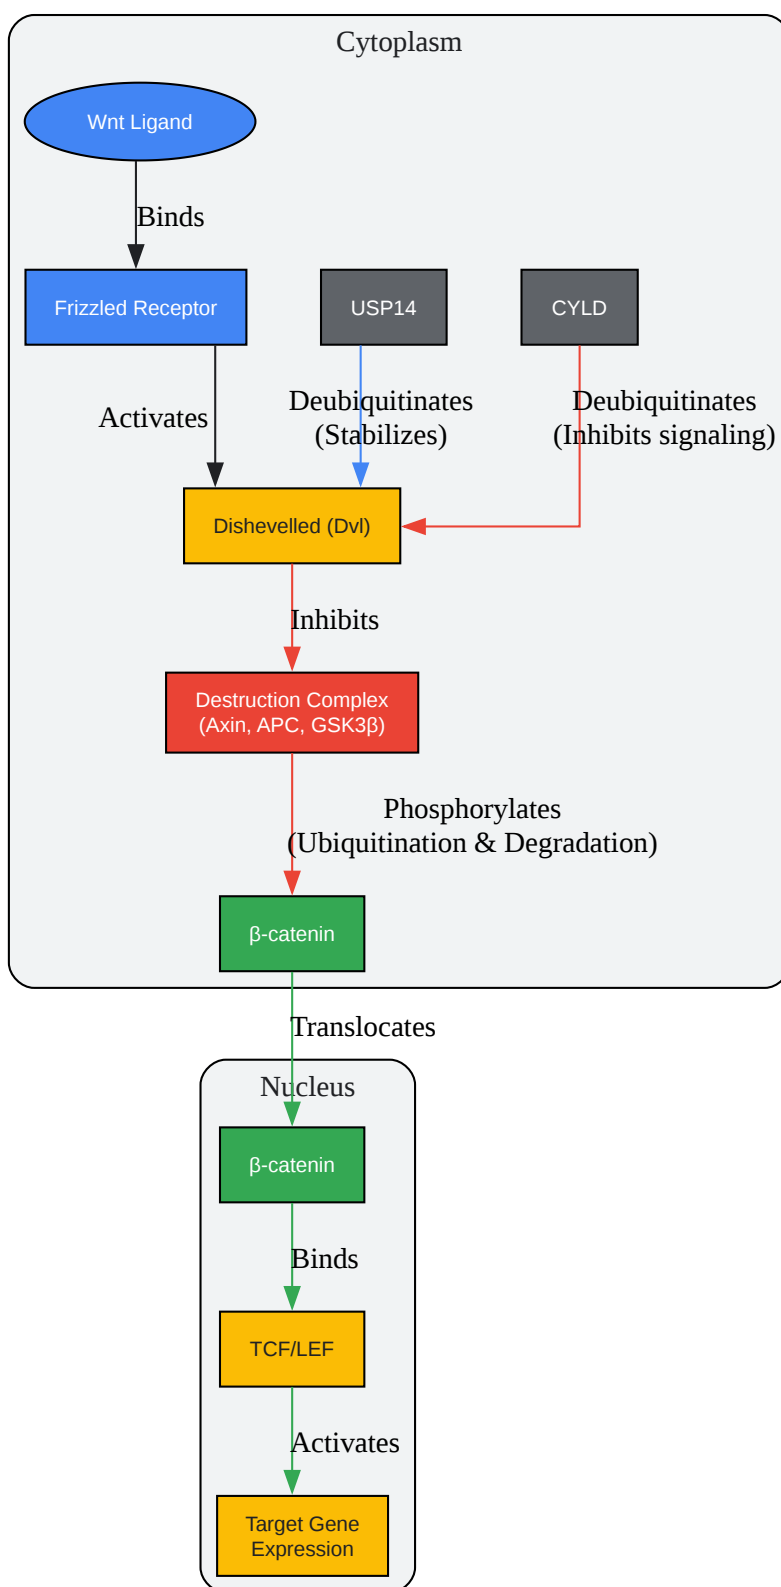 Cytoplasm
Wnt Ligand
Binds
Frizzled Receptor
USP14
CYLD
Activates
Deubiquitinates
(Stabilizes)
Deubiquitinates
(Inhibits signaling)
Dishevelled (Dvl)
Inhibits
Destruction Complex
(Axin, APC, GSK3β)
Phosphorylates
(Ubiquitination & Degradation)
β-catenin
Translocates
Nucleus
β-catenin
Binds
TCF/LEF
Activates
Target Gene
Expression